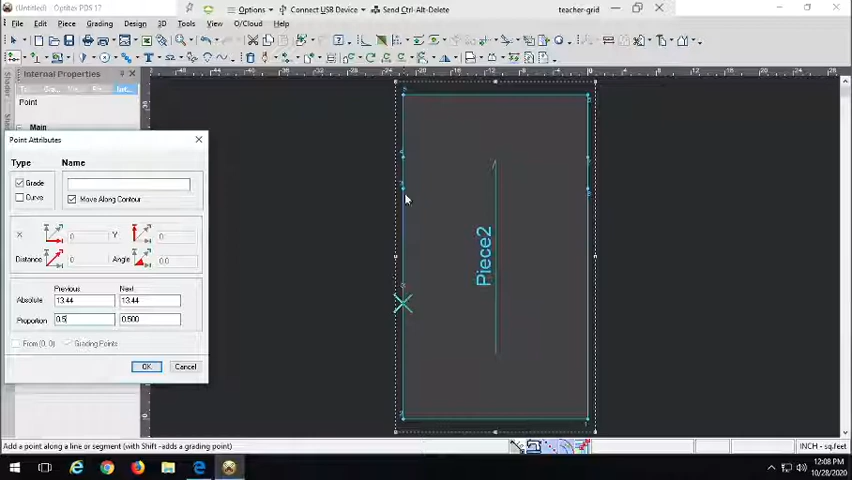 (Untitled) - Optitex PDS 17
Options
Connect USB Device
Send Ctrl-Alt-Delete
teacher-grid
File Edit Piece Grading Design 3D Tools View O/Cloud Help
Internal Properties
Point
Main
Point Attributes
Type Name
Grade
Curve
Move Along Contour
X 0 Y 0
Distance 0 Angle 0.0
Previous Next
Absolute 13.44 13.44
Proportion 0.5 0.500
From (0, 0) Grading Points
OK Cancel
Piece2
Add a point along a line or segment (with Shift -adds a grading point)
INCH - sq.feet
12:08 PM
10/28/2020